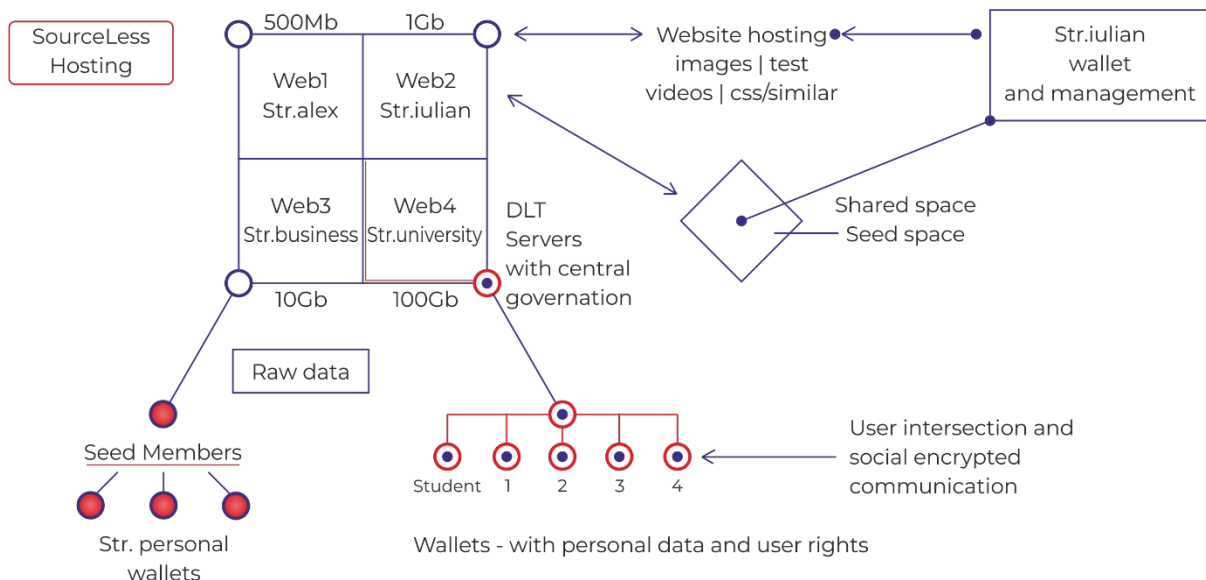 SourceLess
Hosting
500Mb
1Gb
Web1
Str.alex
Web2
Str.iulian
Web3
Str.business
Web4
Str.university
10Gb
100Gb
Website hosting
images | test
videos | css/similar
Str.iulian
wallet
and management
DLT
Servers
with central
governation
Shared space
Seed space
Raw data
Seed Members
Str. personal
wallets
Student
1
2
3
4
User intersection and
social encrypted
communication
Wallets - with personal data and user rights